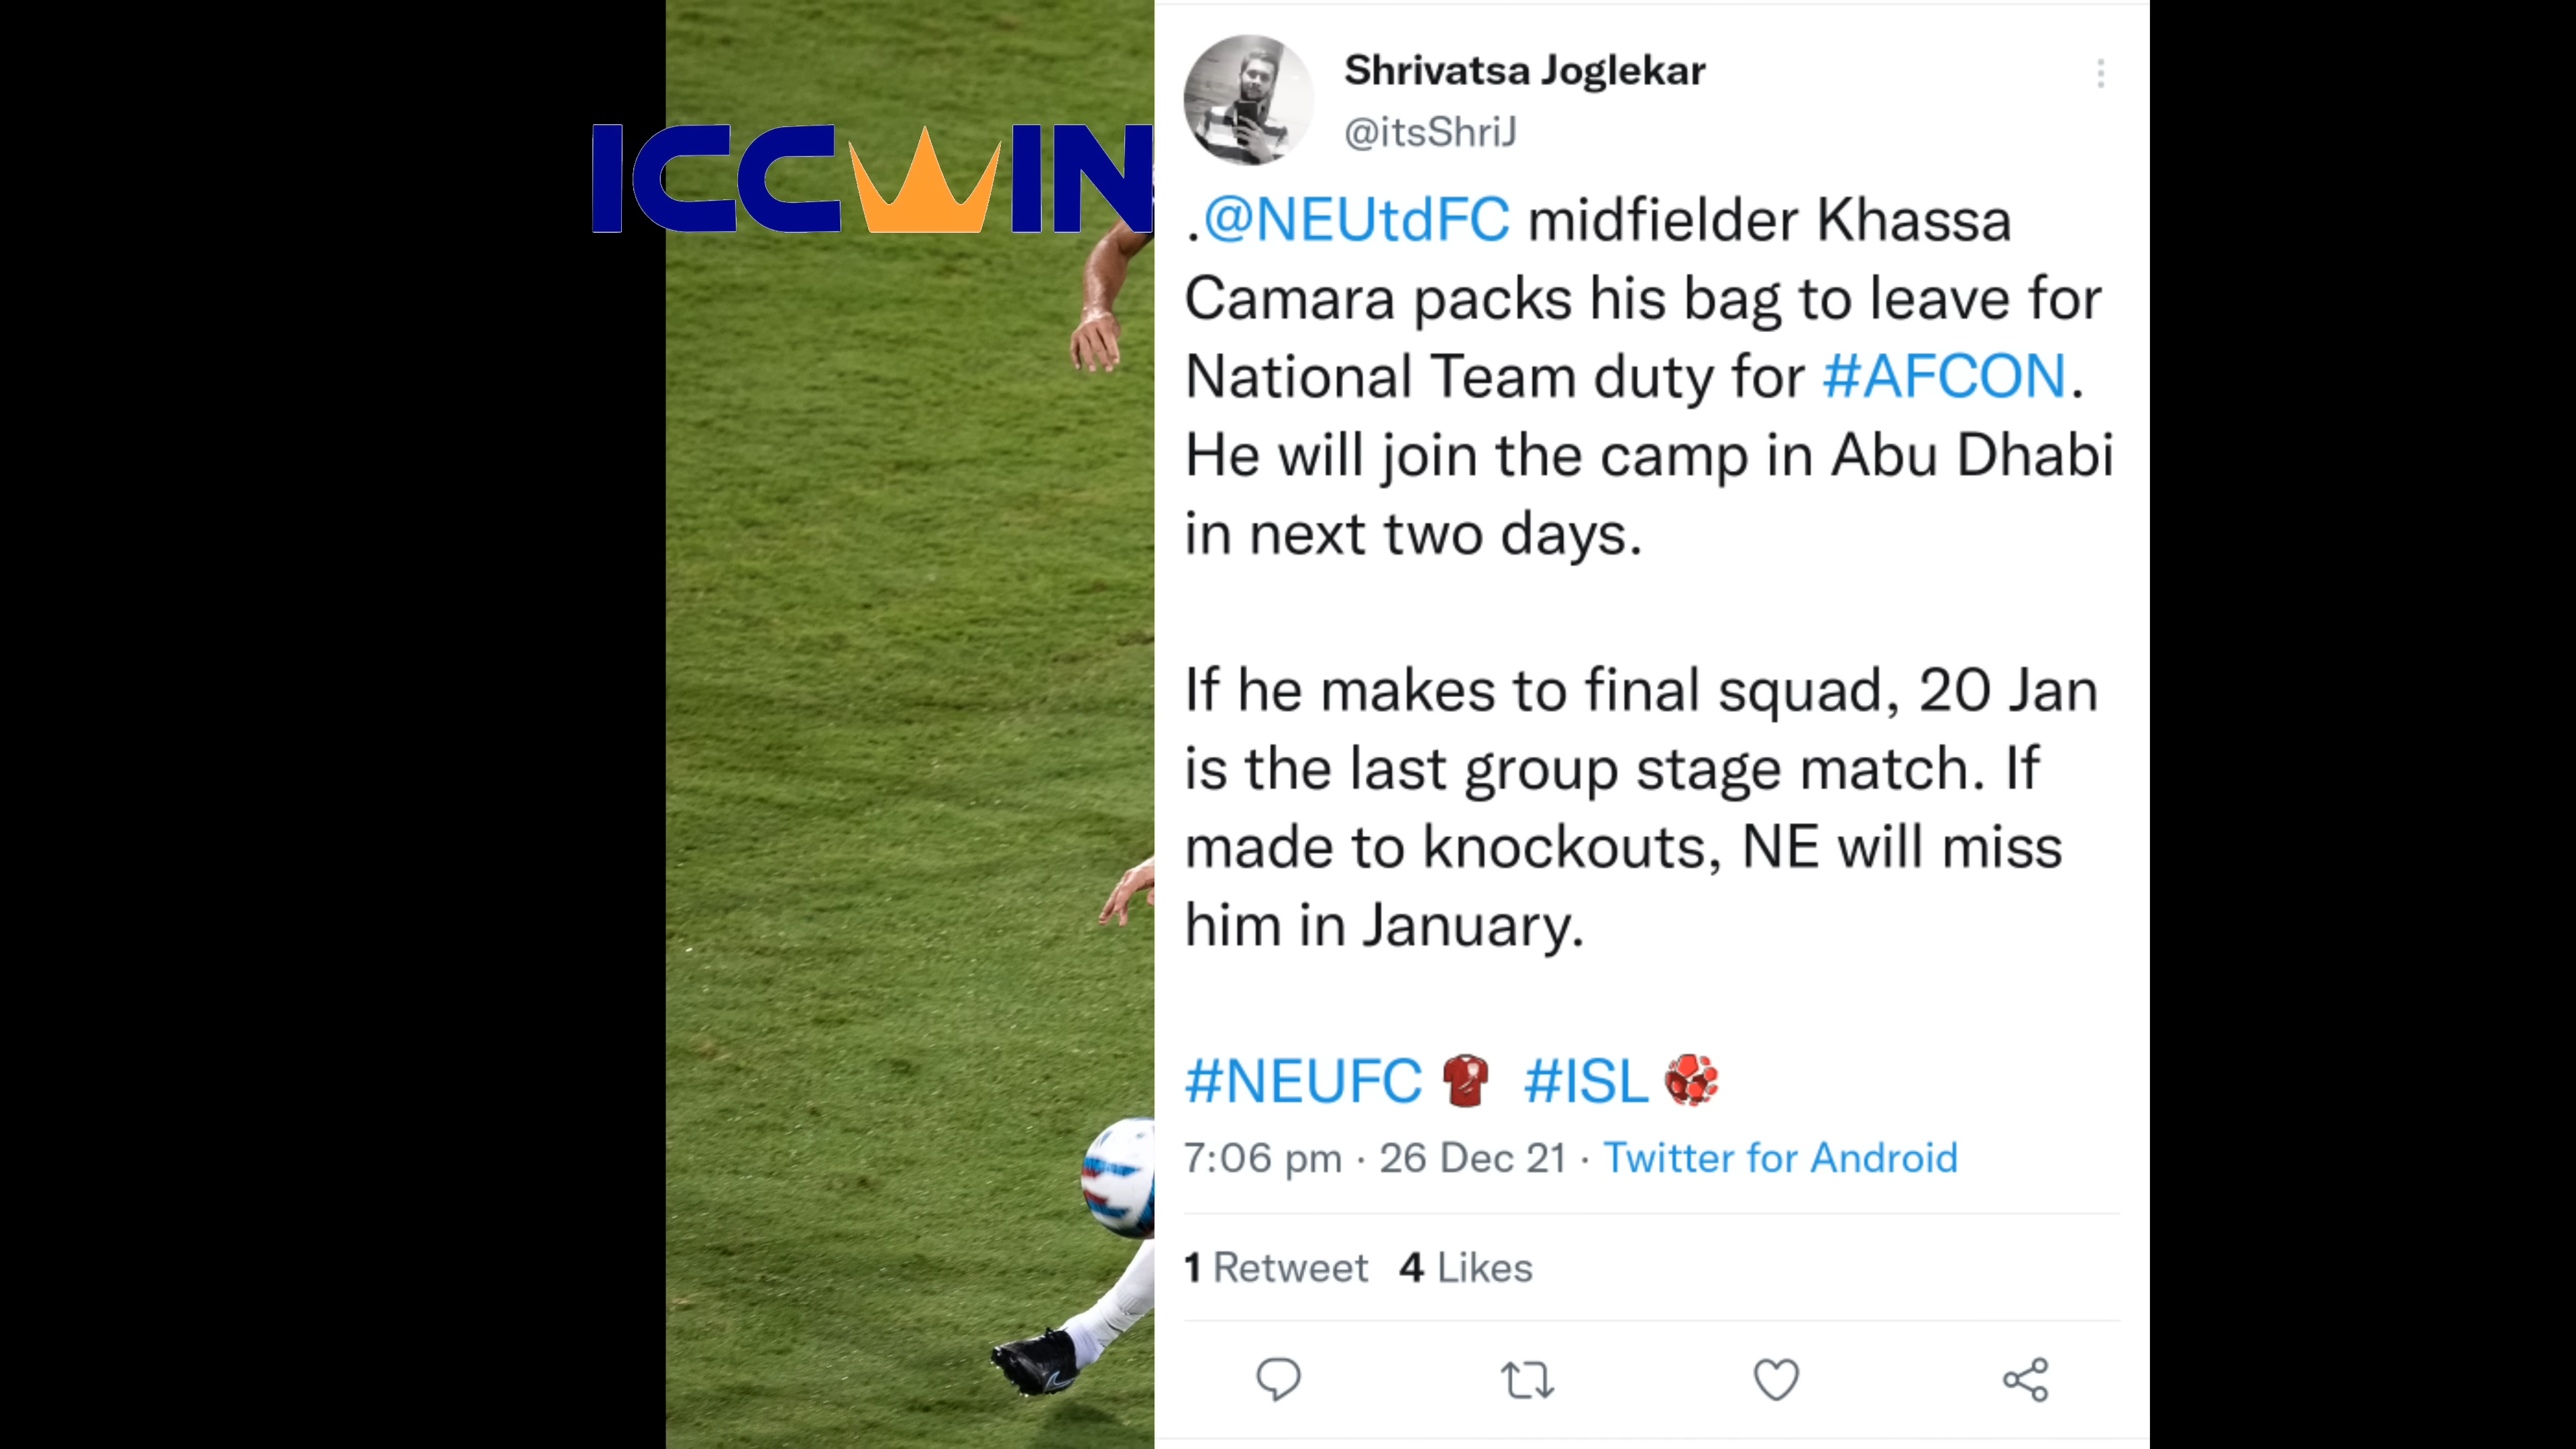 ICCWIN
Shrivatsa Joglekar
@itsShriJ
.@NEUtdFC midfielder Khassa
Camara packs his bag to leave for
National Team duty for #AFCON.
He will join the camp in Abu Dhabi
in next two days.
If he makes to final squad, 20 Jan
is the last group stage match. If
made to knockouts, NE will miss
him in January.
#NEUFC #ISL
7:06 pm · 26 Dec 21 · Twitter for Android
1 Retweet 4 Likes